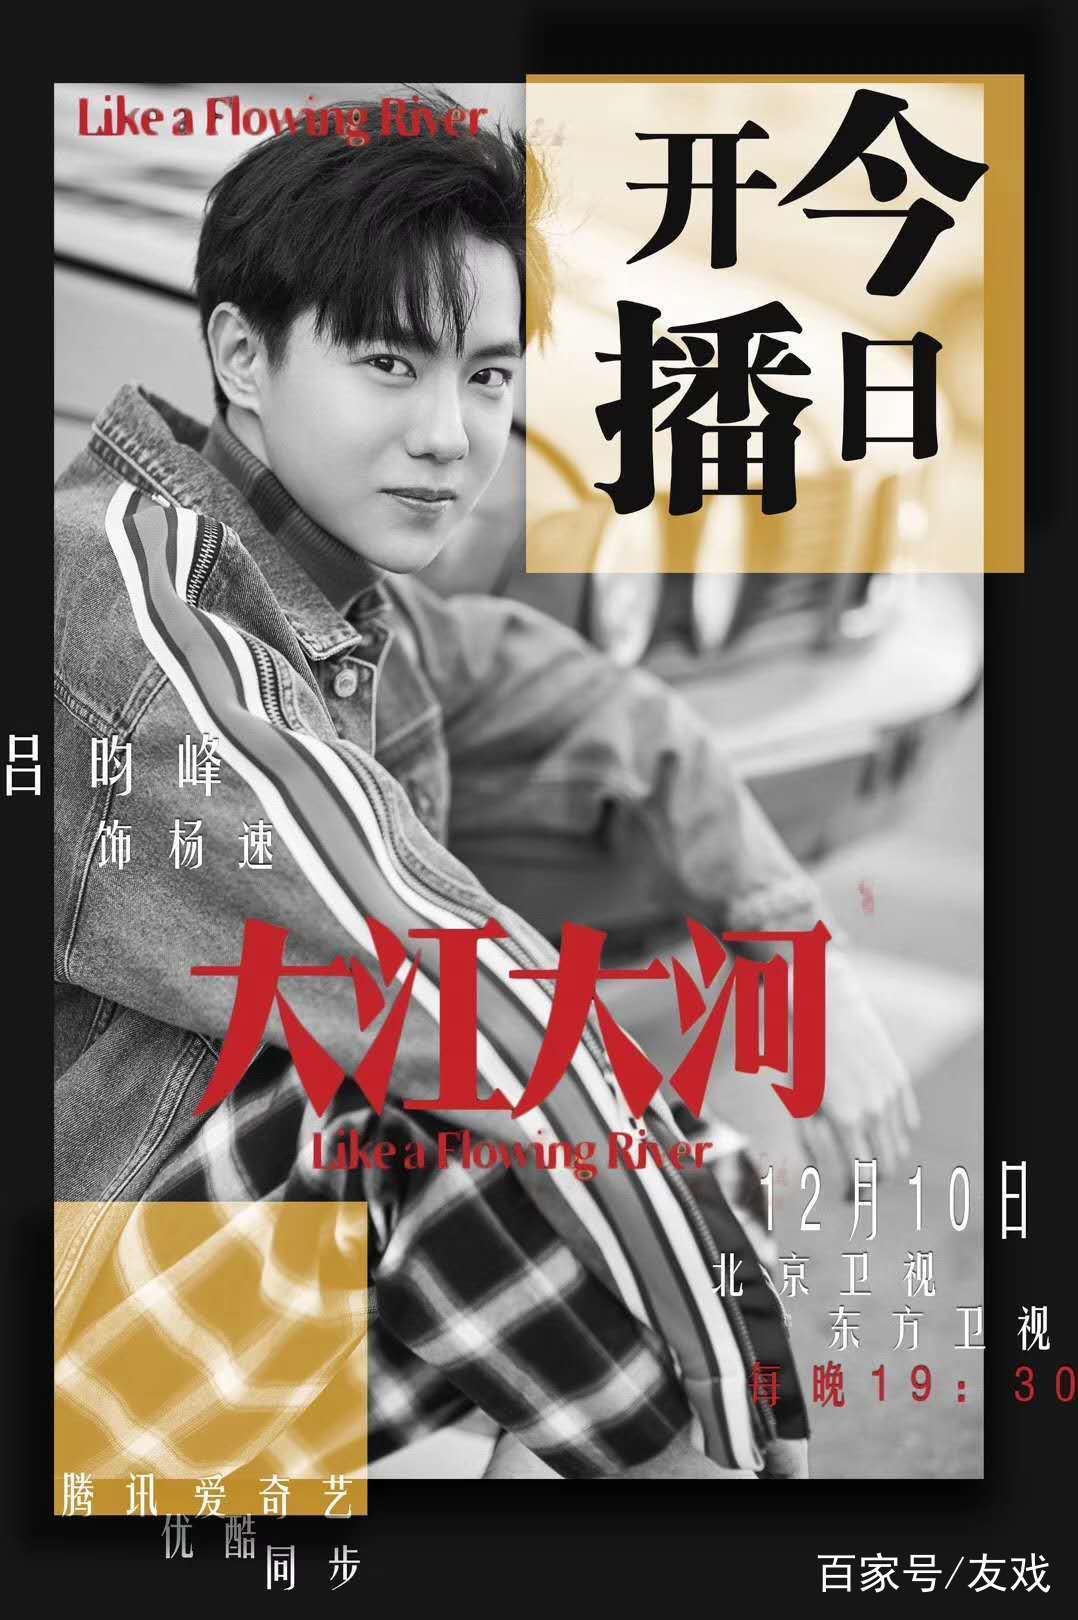 Like a Flowing River
今日
开播
吕昀峰
饰杨速
大江大河
Like a Flowing River
12月10日
北京卫视
东方卫视
每晚19:30
腾讯爱奇艺
优酷
同步
百家号/友戏